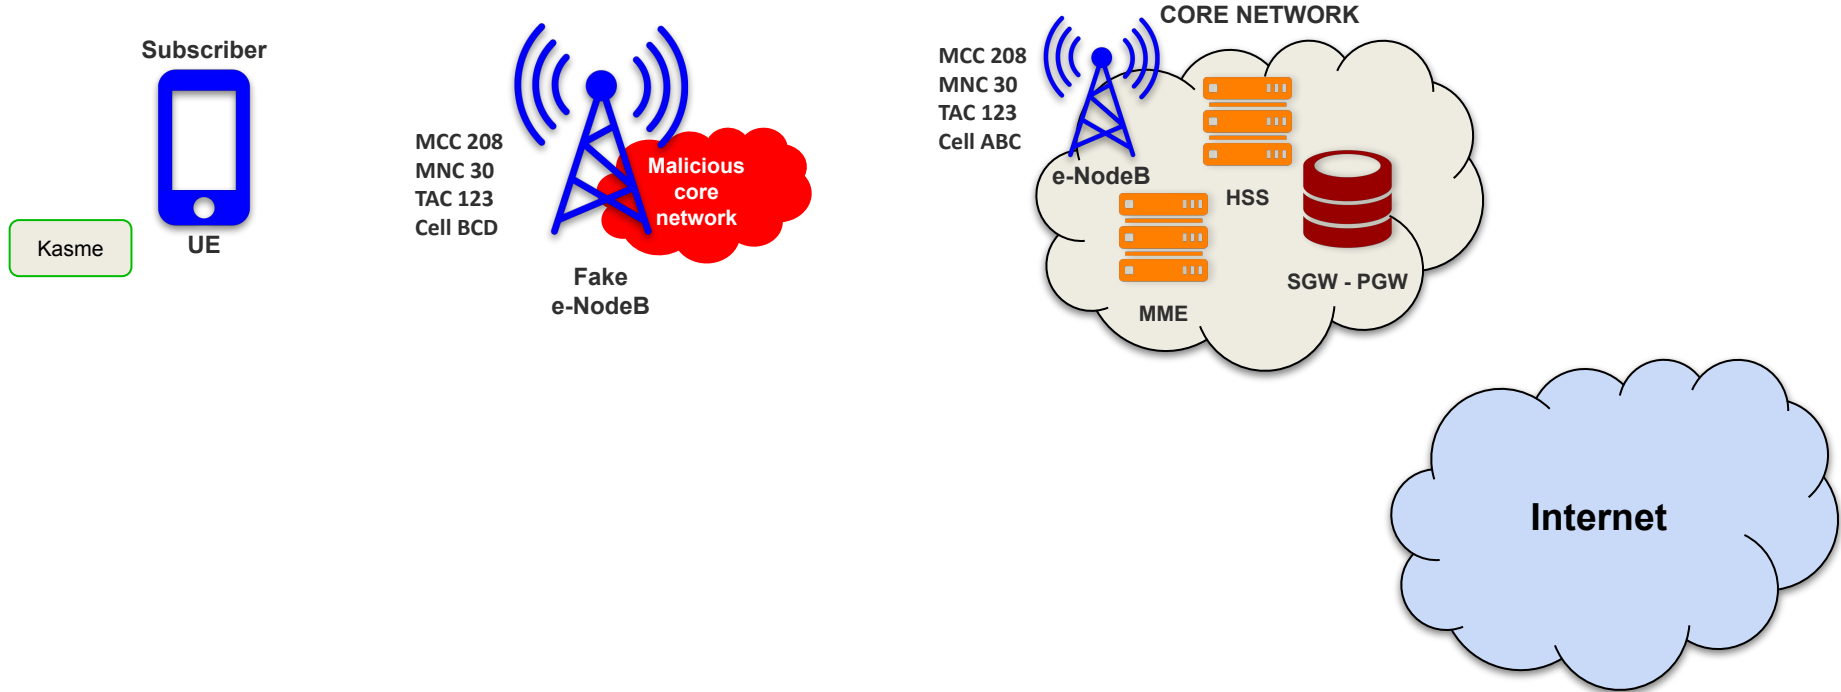 Subscriber
UE
Kasme
MCC 208
MNC 30
TAC 123
Cell BCD
Malicious
core
network
Fake
e-NodeB
CORE NETWORK
MCC 208
MNC 30
TAC 123
Cell ABC
e-NodeB
HSS
MME
SGW - PGW
Internet